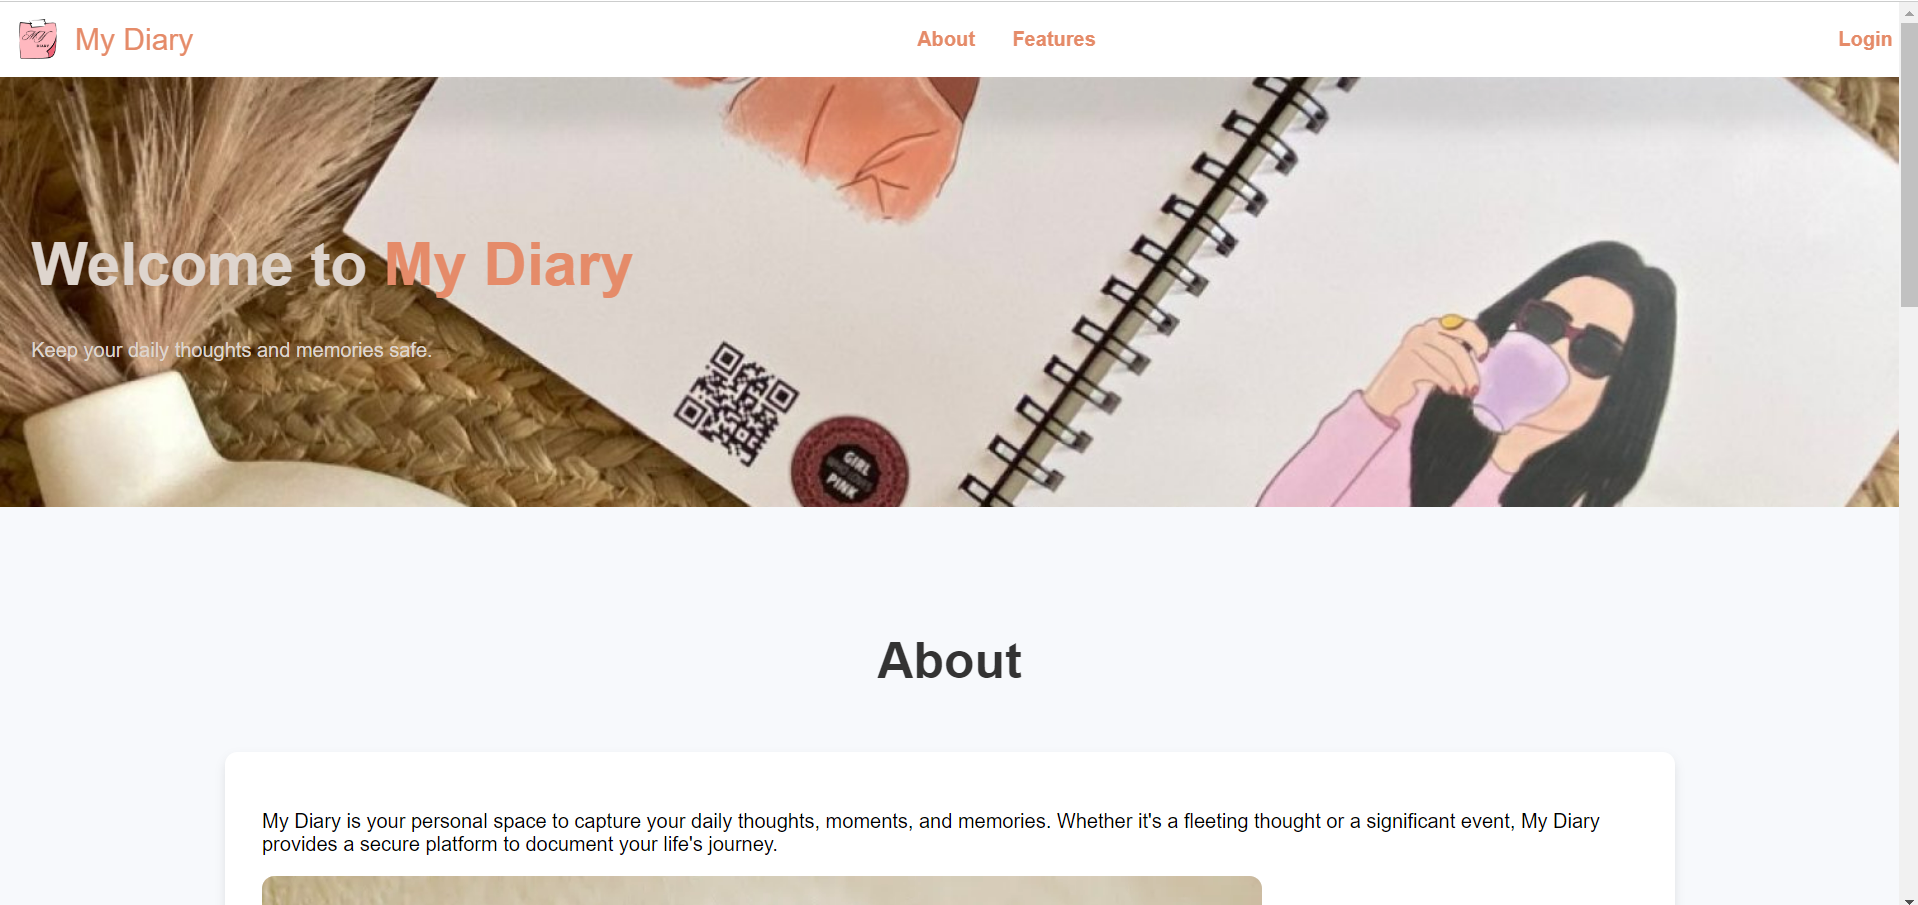 MY
DIARY
My Diary
About
Features
Login
Welcome to My Diary
Keep your daily thoughts and memories safe.
GIRL
PINK
About
My Diary is your personal space to capture your daily thoughts, moments, and memories. Whether it's a fleeting thought or a significant event, My Diary
provides a secure platform to document your life's journey.